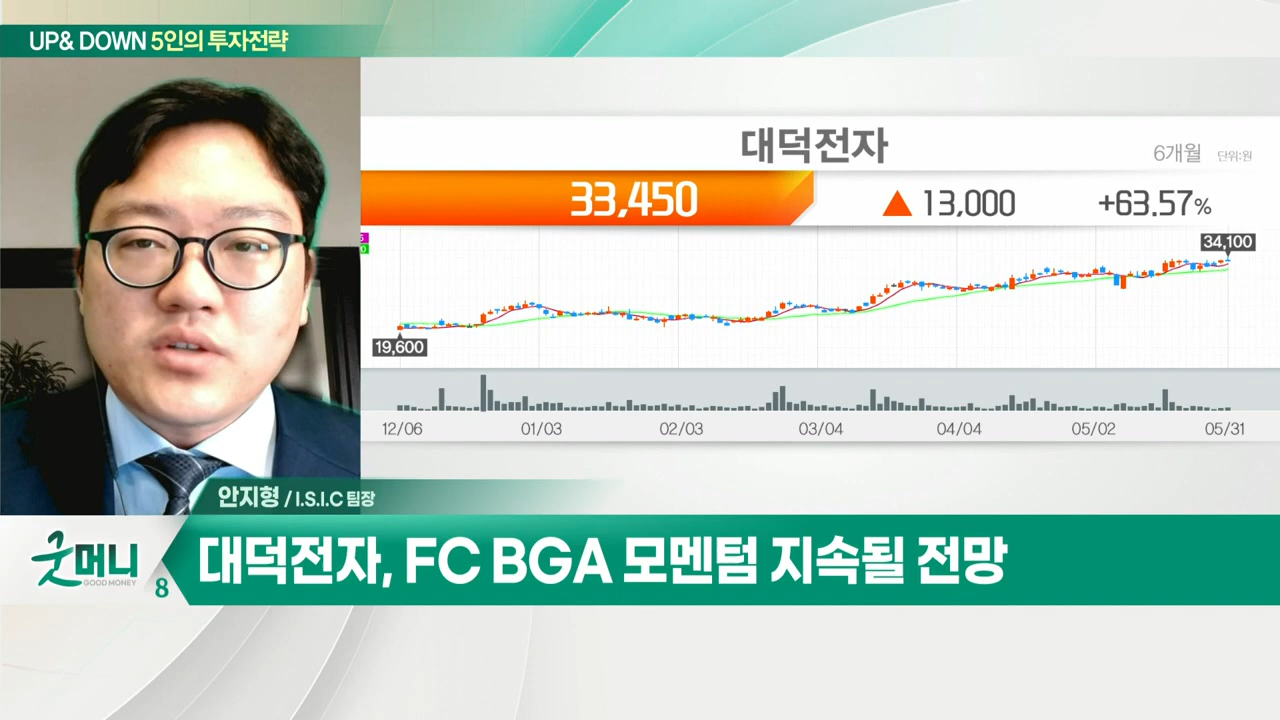 UP& DOWN 5인의 투자전략
대덕전자
6개월 단위:원
33,450 ▲ 13,000 +63.57%
34,100
19,600
12/06 01/03 02/03 03/04 04/04 05/02 05/31
안지형 / I.S.I.C 팀장
굿머니
GOOD MONEY
8
대덕전자, FC BGA 모멘텀 지속될 전망